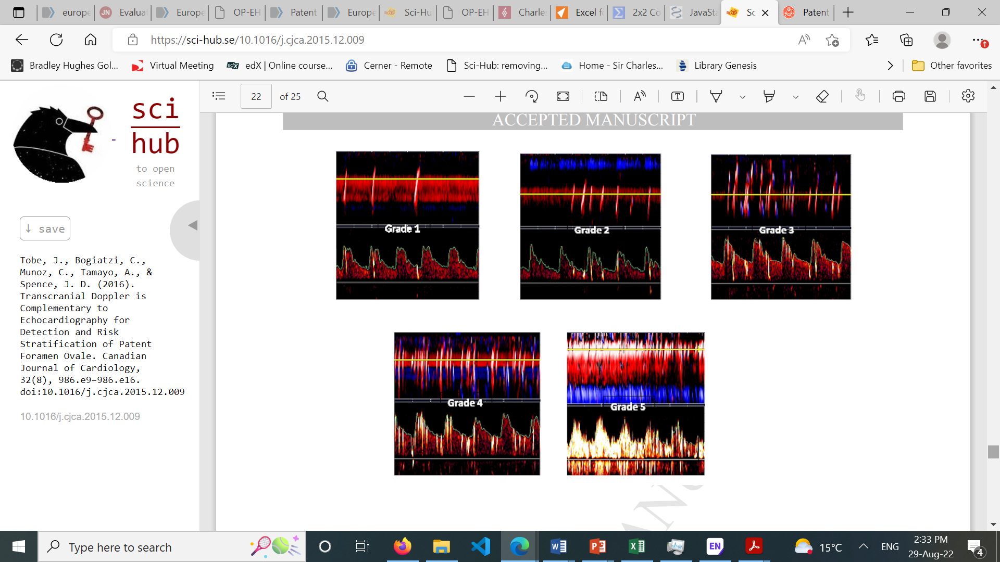 europe
Evaluat
Europe
OP-EH
Patent
Europe
Sci-Hu
OP-EH
Charles
Excel fo
2x2 Co
JavaSta
Sc
Patent
https://sci-hub.se/10.1016/j.cjca.2015.12.009
Bradley Hughes Gol...
Virtual Meeting
edX | Online course...
Cerner - Remote
Sci-Hub: removing...
Home - Sir Charles...
Library Genesis
Other favorites
sci
hub
to open
science
↓ save
Tobe, J., Bogiatzi, C.,
Munoz, C., Tamayo, A., &
Spence, J. D. (2016).
Transcranial Doppler is
Complementary to
Echocardiography for
Detection and Risk
Stratification of Patent
Foramen Ovale. Canadian
Journal of Cardiology,
32(8), 986.e9–986.e16.
doi:10.1016/j.cjca.2015.12.009
10.1016/j.cjca.2015.12.009
22 of 25
ACCEPTED MANUSCRIPT
Grade 1
Grade 2
Grade 3
Grade 4
Grade 5
Type here to search
15°C
ENG
2:33 PM
29-Aug-22
4